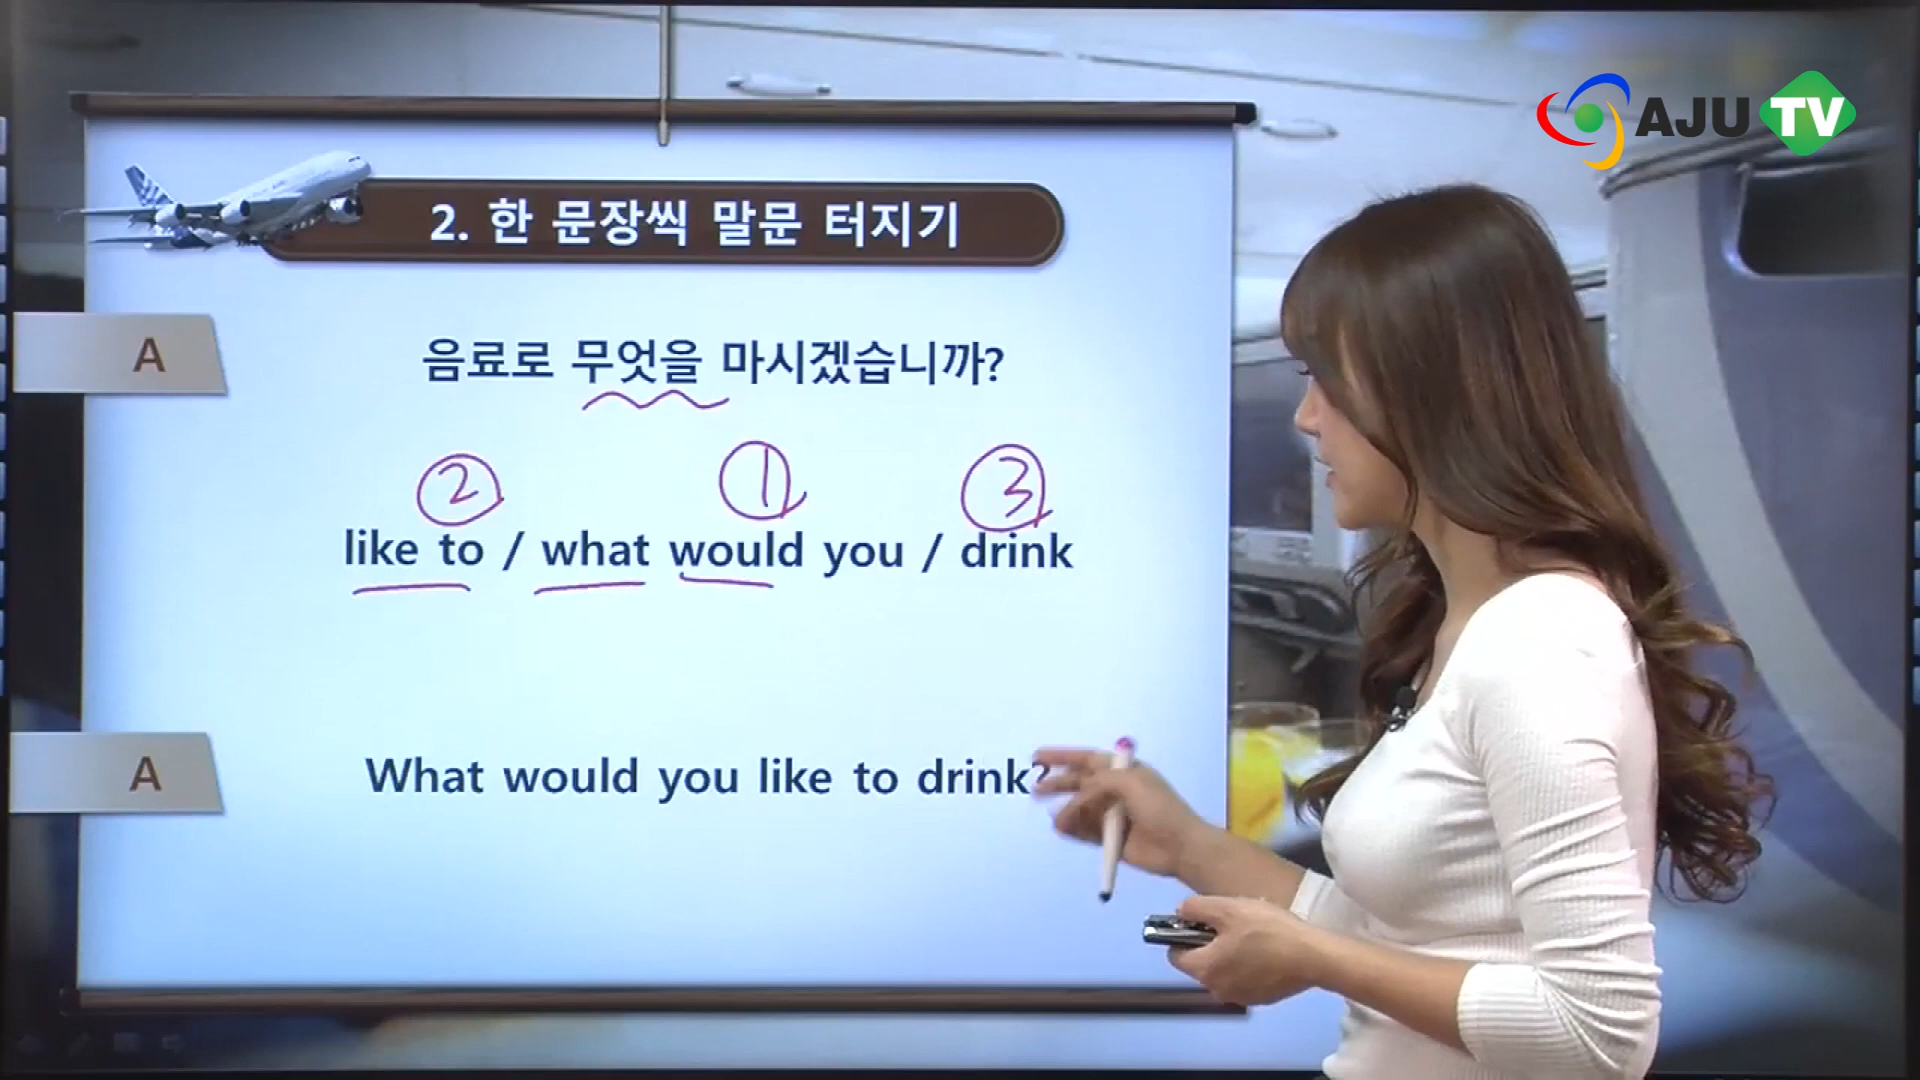 AJU TV
2. 한 문장씩 말문 터지기
A
음료로 무엇을 마시겠습니까?
② ① ③
like to / what would you / drink
A
What would you like to drink?